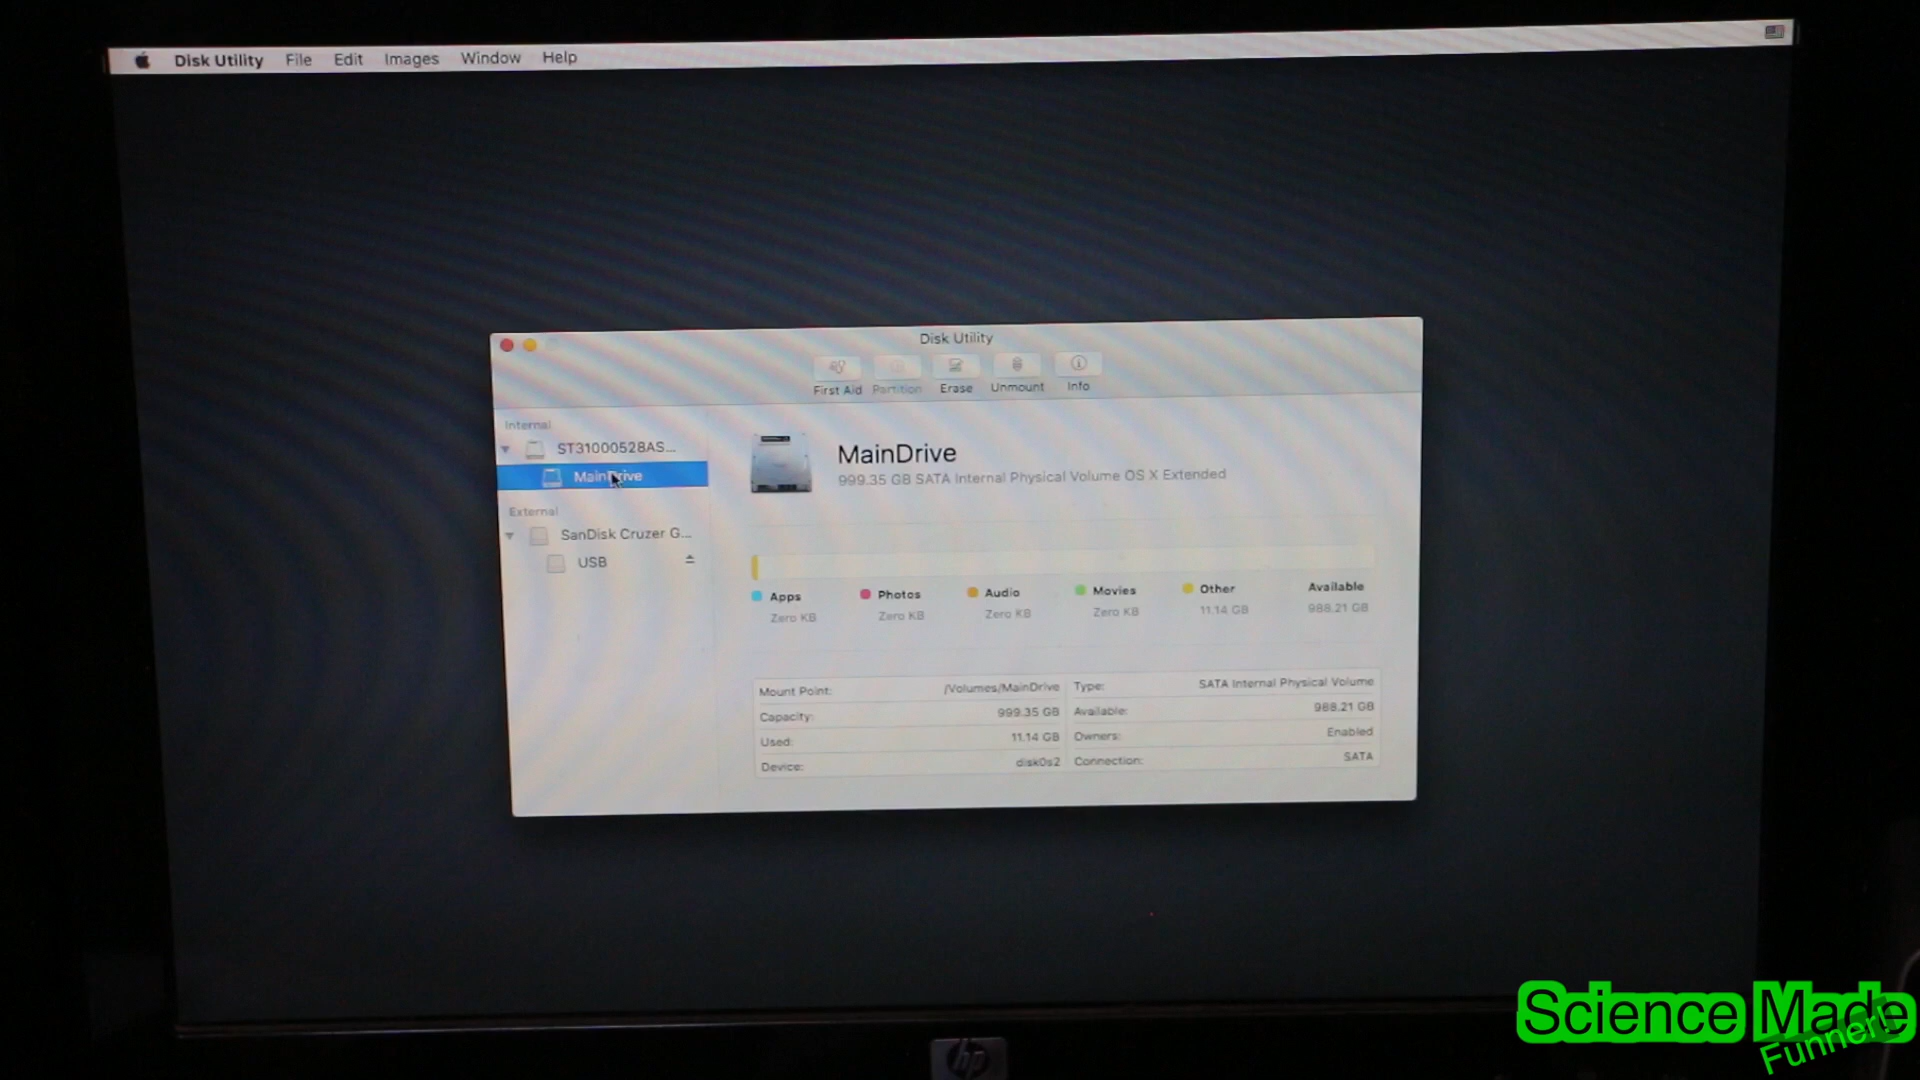 Disk Utility File Edit Images Window Help
Disk Utility
First Aid Partition Erase Unmount Info
Internal
ST31000528AS...
MainDrive
External
SanDisk Cruzer G...
USB
MainDrive
999.35 GB SATA Internal Physical Volume OS X Extended
Apps Photos Audio Movies Other Available
Zero KB Zero KB Zero KB Zero KB 11.14 GB 988.21 GB
Mount Point: /Volumes/MainDrive Type: SATA Internal Physical Volume
Capacity: 999.35 GB Available: 988.21 GB
Used: 11.14 GB Owners: Enabled
Device: disk0s2 Connection: SATA
hp
Science Made
Funner!